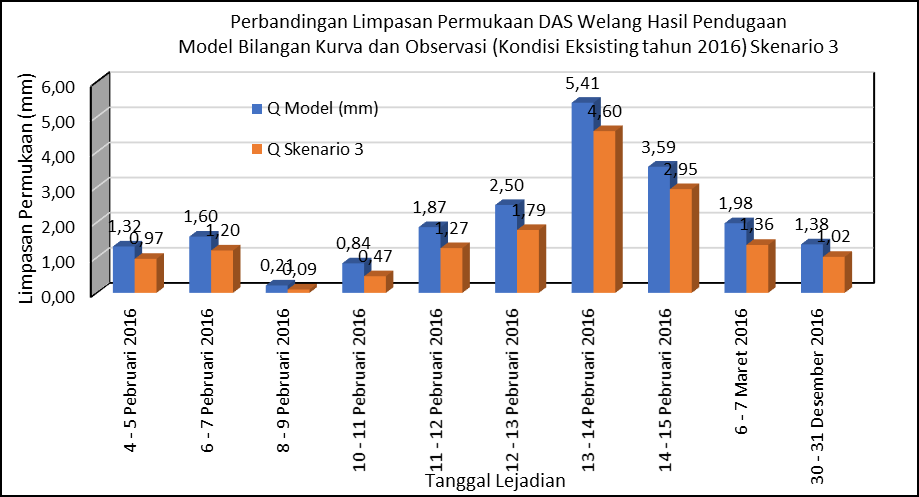 Perbandingan Limpasan Permukaan DAS Welang Hasil Pendugaan
Model Bilangan Kurva dan Observasi (Kondisi Eksisting tahun 2016) Skenario 3
Limpasan Permukaan (mm)
6,00
5,00
4,00
3,00
2,00
1,00
0,00
Q Model (mm)
Q Skenario 3
1,32
0,97
1,60
1,20
0,21
0,09
0,84
0,47
1,87
1,27
2,50
1,79
5,41
4,60
3,59
2,95
1,98
1,36
1,38
1,02
4 - 5 Pebruari 2016
6 - 7 Pebruari 2016
8 - 9 Pebruari 2016
10 - 11 Pebruari 2016
11 - 12 Pebruari 2016
12 - 13 Pebruari 2016
13 - 14 Pebruari 2016
14 - 15 Pebruari 2016
6 - 7 Maret 2016
30 - 31 Desember 2016
Tanggal Lejadian